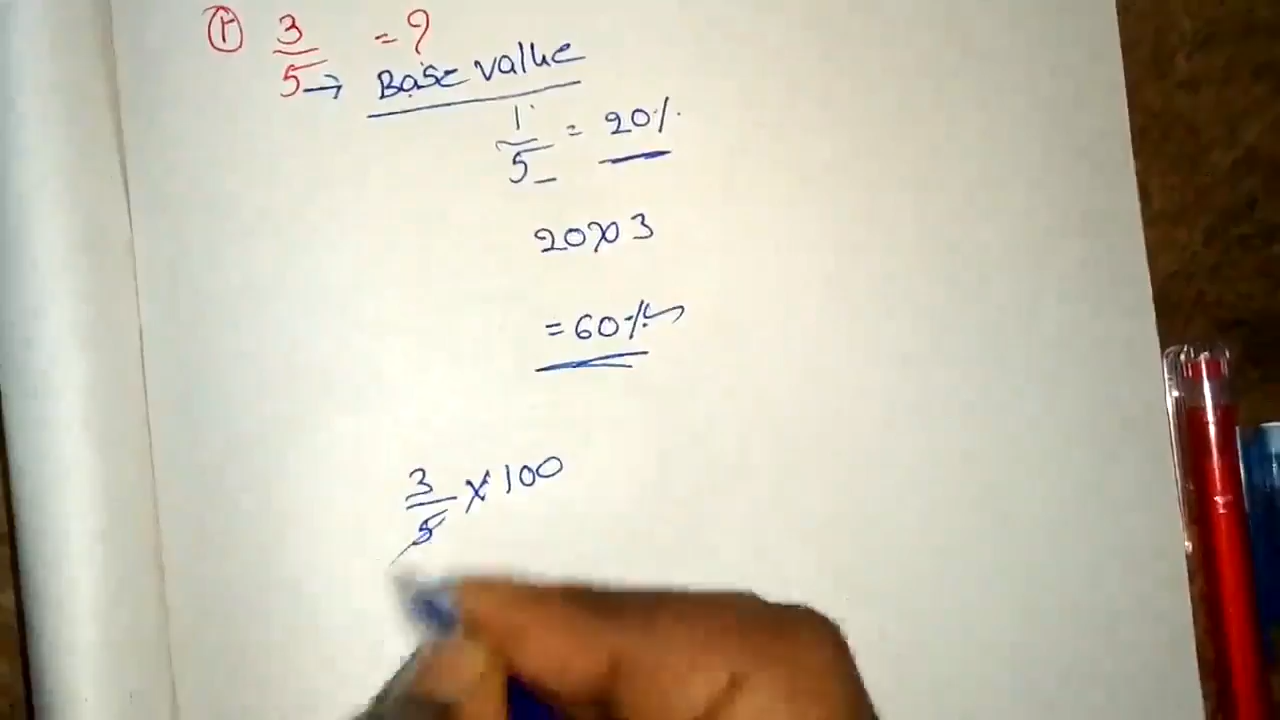 ① 3/5 = ?
5 → Base value
1/5 = 20%
20 × 3
= 60%
3/5 × 100